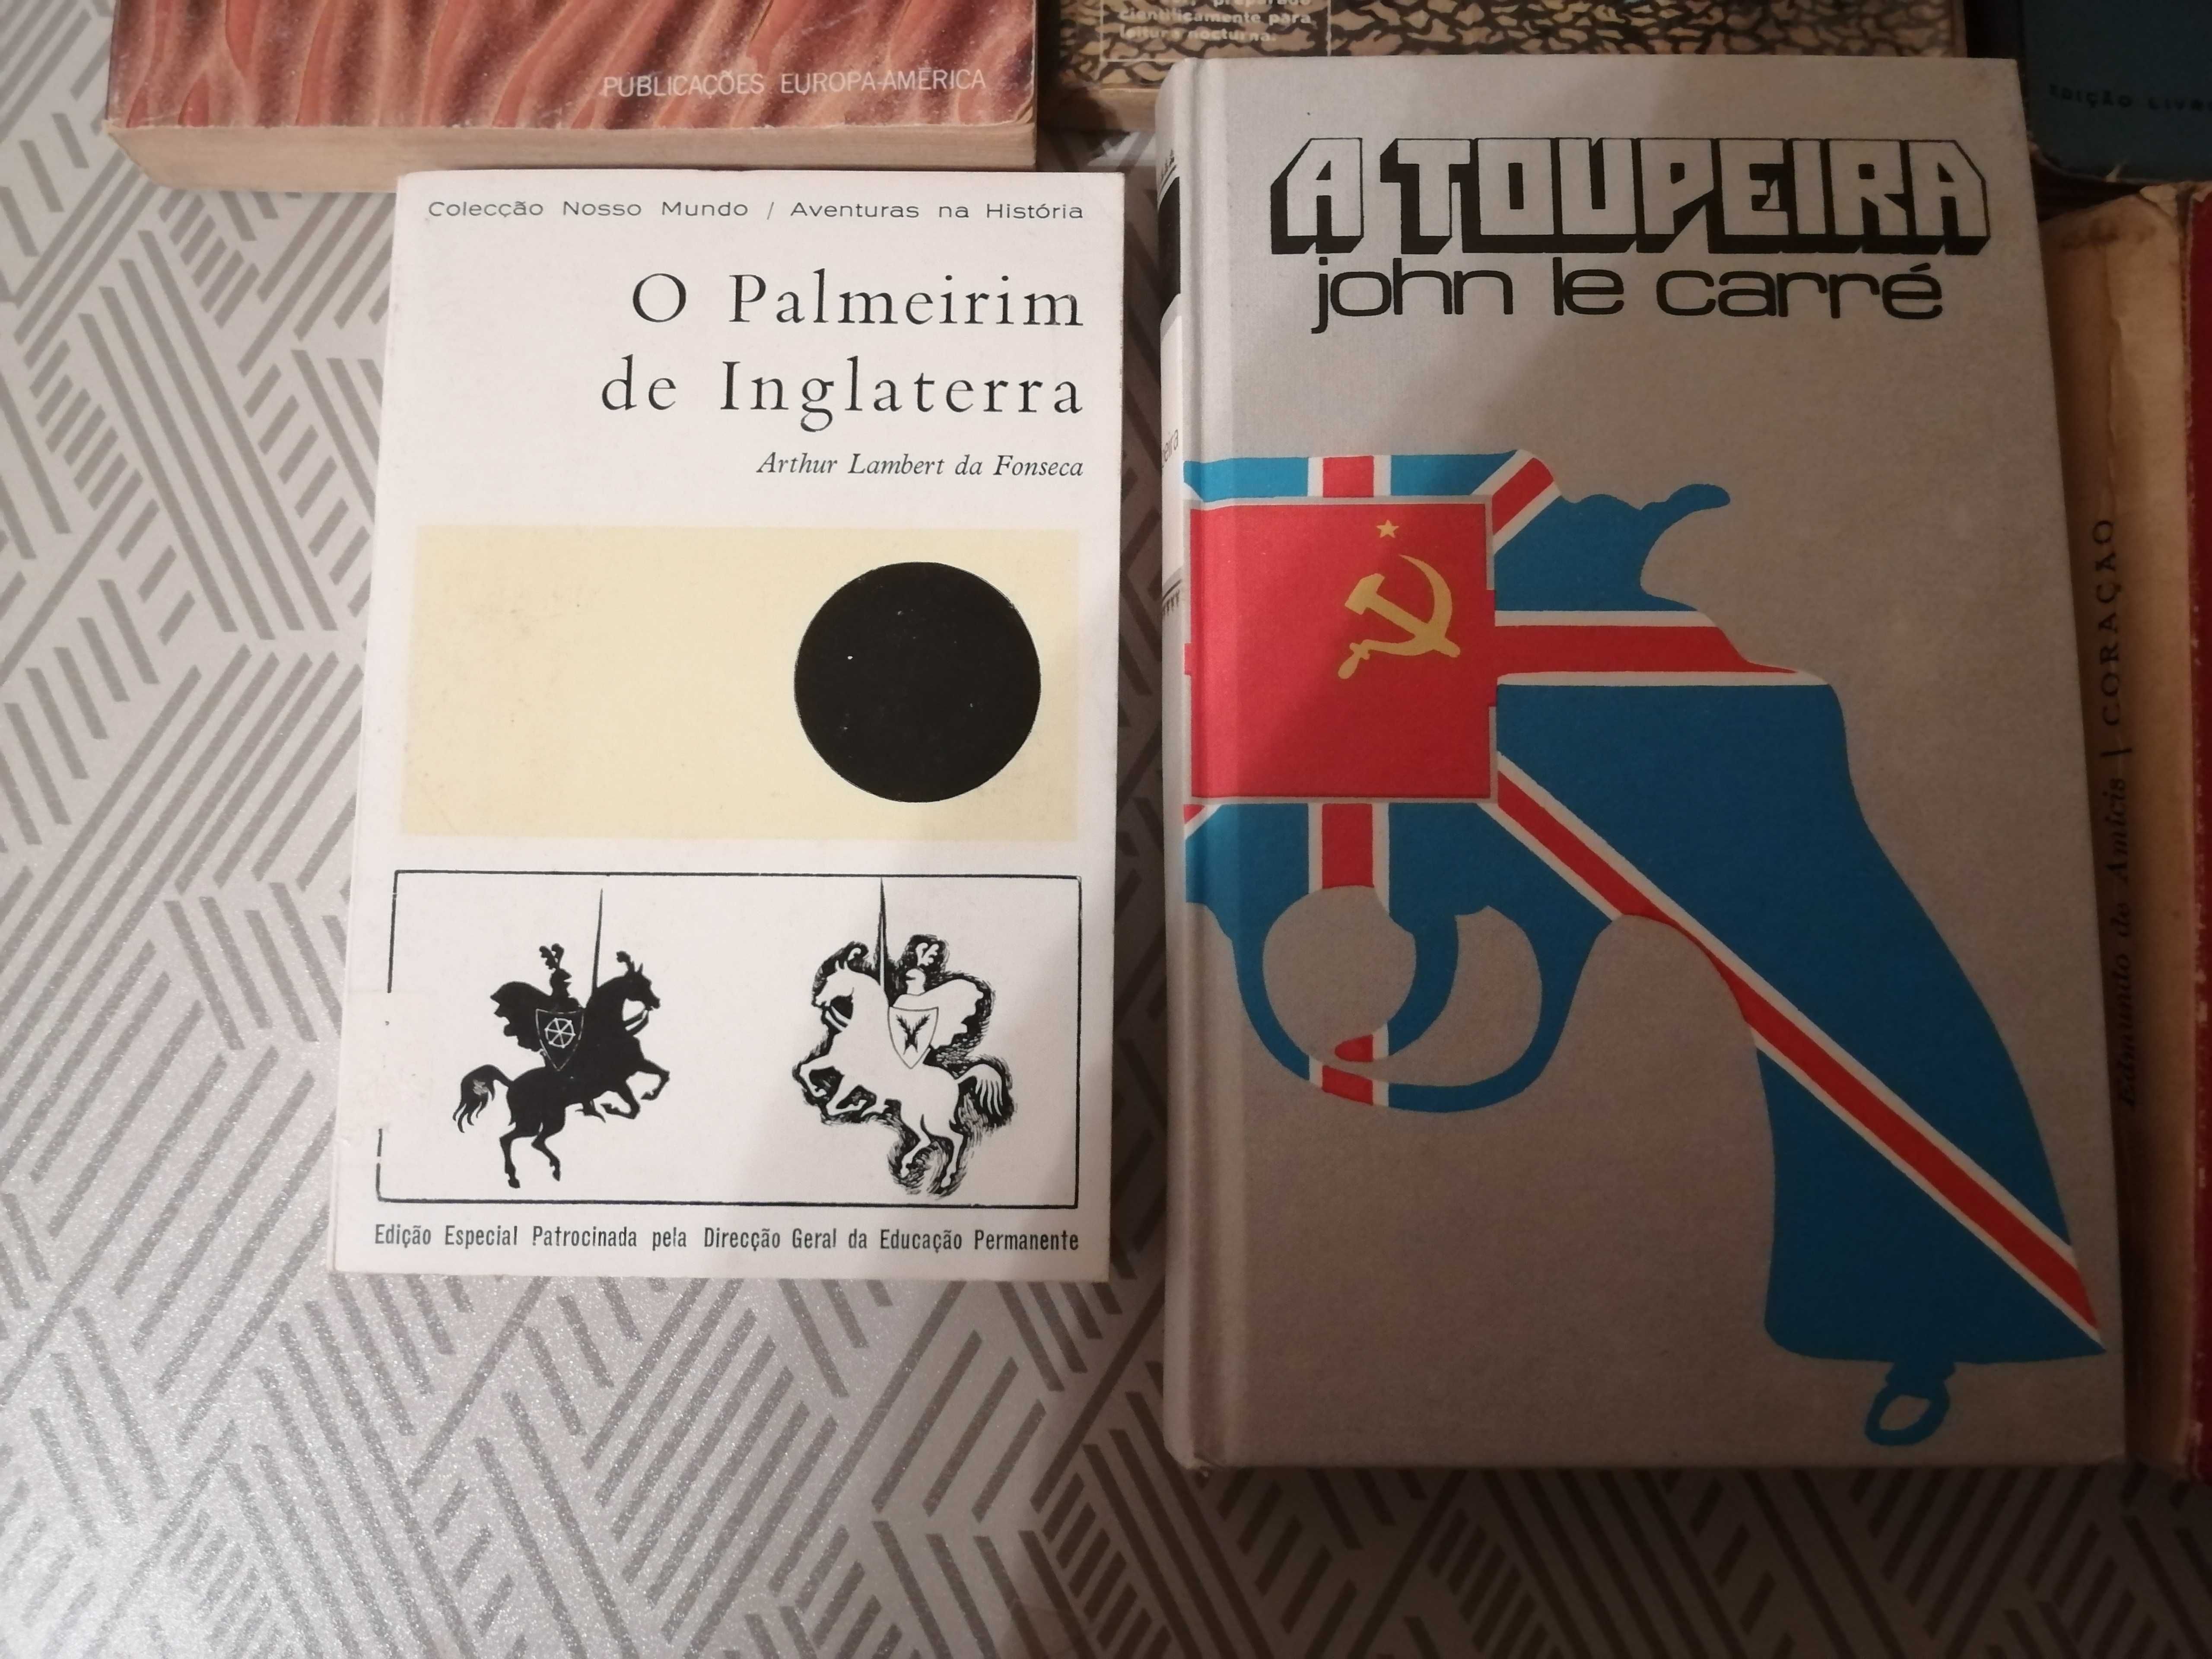 PUBLICAÇÕES EUROPA-AMÉRICA
cientificamente para
leitura nocturna.
Colecção Nosso Mundo / Aventuras na História
O Palmeirim
de Inglaterra
Arthur Lambert da Fonseca
Edição Especial Patrocinada pela Direcção Geral da Educação Permanente
A TOUPEIRA
john le carré
EDIÇÃO
Edmundo de Amicis | CORAÇÃO